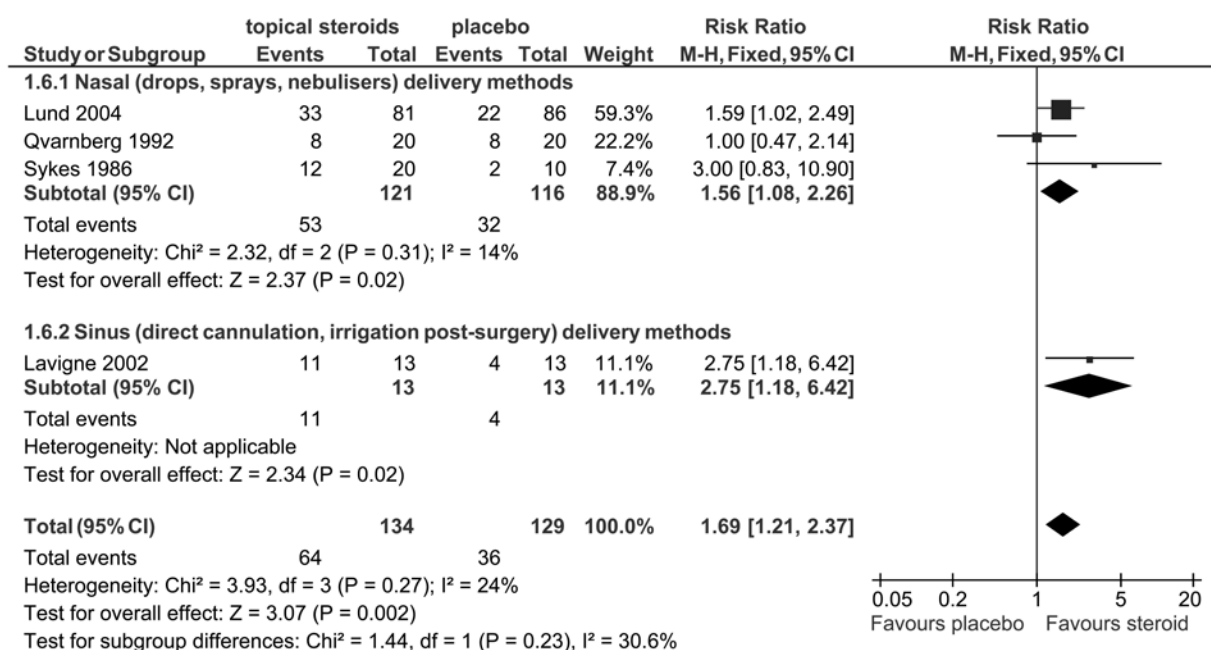 topical steroids placebo Risk Ratio Risk Ratio
Study or Subgroup Events Total Events Total Weight M-H, Fixed, 95% CI M-H, Fixed, 95% CI
1.6.1 Nasal (drops, sprays, nebulisers) delivery methods
Lund 2004 33 81 22 86 59.3% 1.59 [1.02, 2.49]
Qvarnberg 1992 8 20 8 20 22.2% 1.00 [0.47, 2.14]
Sykes 1986 12 20 2 10 7.4% 3.00 [0.83, 10.90]
Subtotal (95% CI) 121 116 88.9% 1.56 [1.08, 2.26]
Total events 53 32
Heterogeneity: Chi² = 2.32, df = 2 (P = 0.31); I² = 14%
Test for overall effect: Z = 2.37 (P = 0.02)
1.6.2 Sinus (direct cannulation, irrigation post-surgery) delivery methods
Lavigne 2002 11 13 4 13 11.1% 2.75 [1.18, 6.42]
Subtotal (95% CI) 13 13 11.1% 2.75 [1.18, 6.42]
Total events 11 4
Heterogeneity: Not applicable
Test for overall effect: Z = 2.34 (P = 0.02)
Total (95% CI) 134 129 100.0% 1.69 [1.21, 2.37]
Total events 64 36
Heterogeneity: Chi² = 3.93, df = 3 (P = 0.27); I² = 24%
Test for overall effect: Z = 3.07 (P = 0.002)
Test for subgroup differences: Chi² = 1.44, df = 1 (P = 0.23), I² = 30.6%
0.05 0.2 1 5 20
Favours placebo Favours steroid